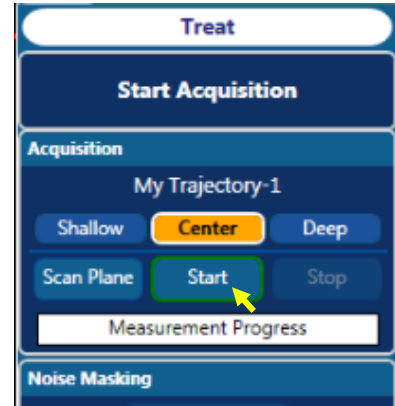 Treat
Start Acquisition
Acquisition
My Trajectory-1
Shallow Center Deep
Scan Plane Start Stop
Measurement Progress
Noise Masking